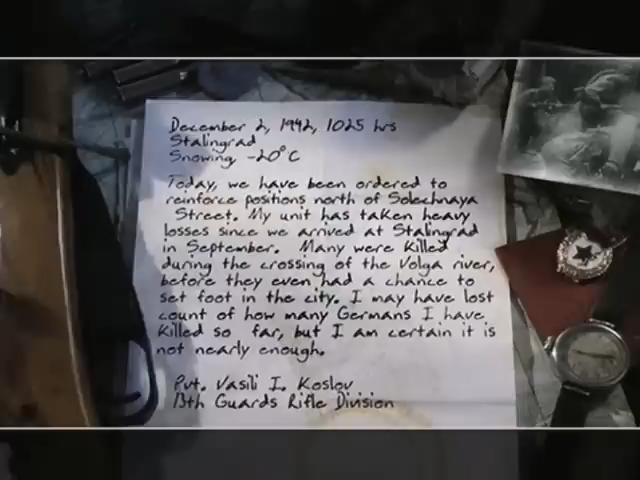 December 2, 1942, 1025 hrs
Stalingrad
Snowing, -20°C
Today, we have been ordered to
reinforce positions north of Solechnaya
Street. My unit has taken heavy
losses since we arrived at Stalingrad
in September. Many were killed
during the crossing of the Volga river,
before they even had a chance to
set foot in the city. I may have lost
count of how many Germans I have
killed so far, but I am certain it is
not nearly enough.
Pvt. Vasili I. Koslov
13th Guards Rifle Division